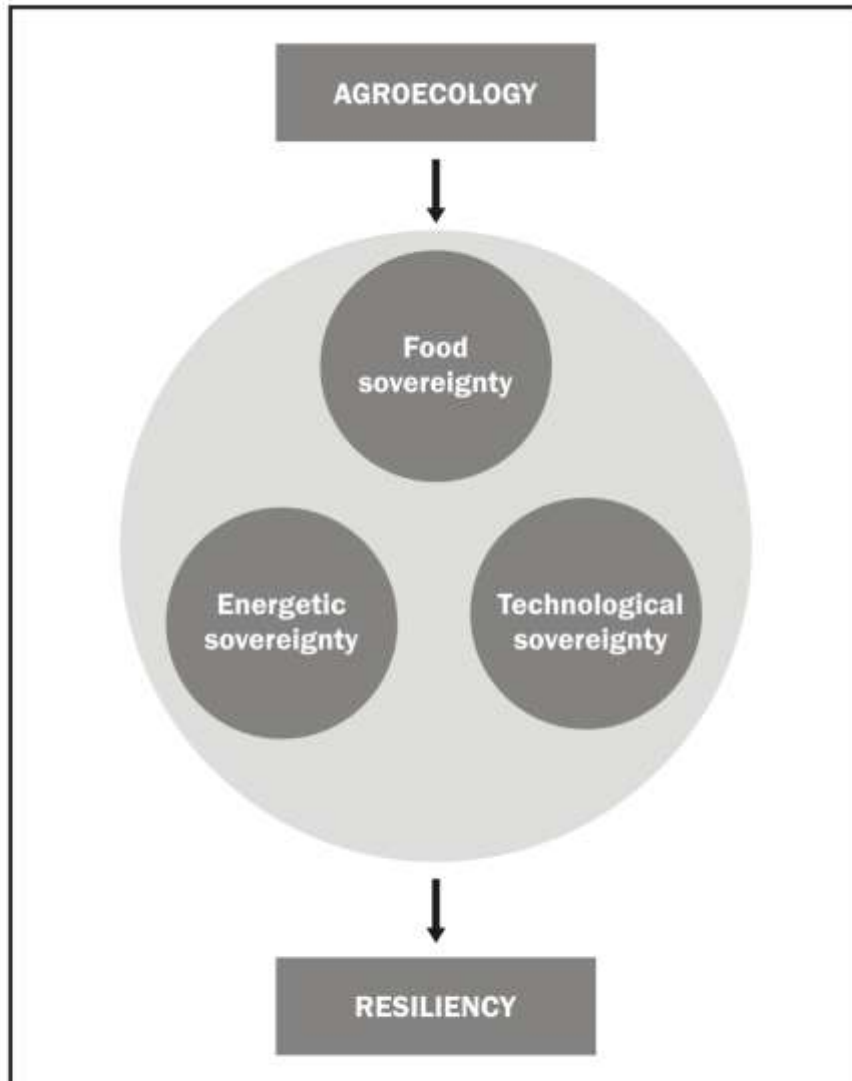 AGROECOLOGY
Food
sovereignty
Energetic
sovereignty
Technological
sovereignty
RESILIENCY